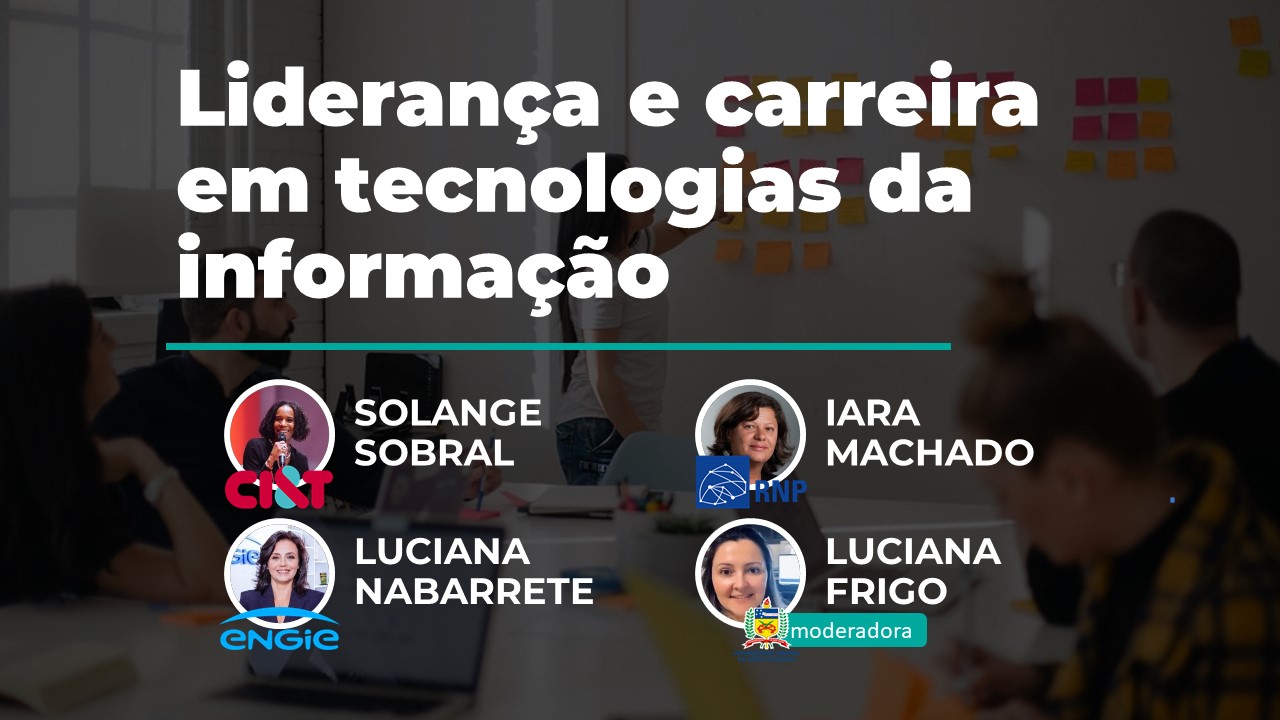 Liderança e carreira
em tecnologias da
informação
SOLANGE
SOBRAL
CI&T
IARA
MACHADO
RNP
LUCIANA
NABARRETE
ENGIE
LUCIANA
FRIGO
moderadora